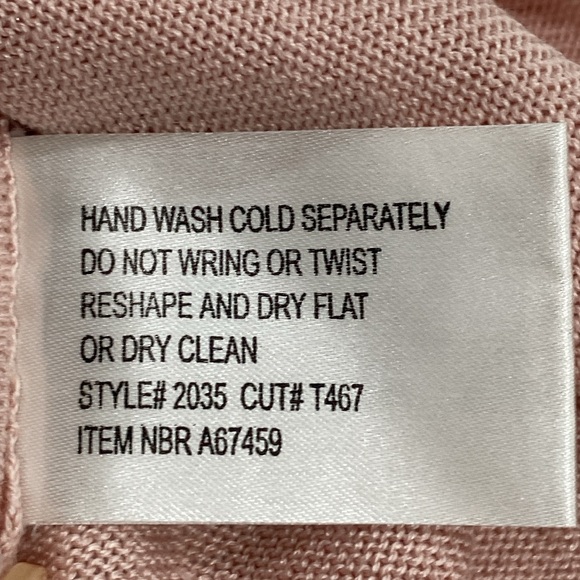 HAND WASH COLD SEPARATELY
DO NOT WRING OR TWIST
RESHAPE AND DRY FLAT
OR DRY CLEAN
STYLE# 2035 CUT# T467
ITEM NBR A67459